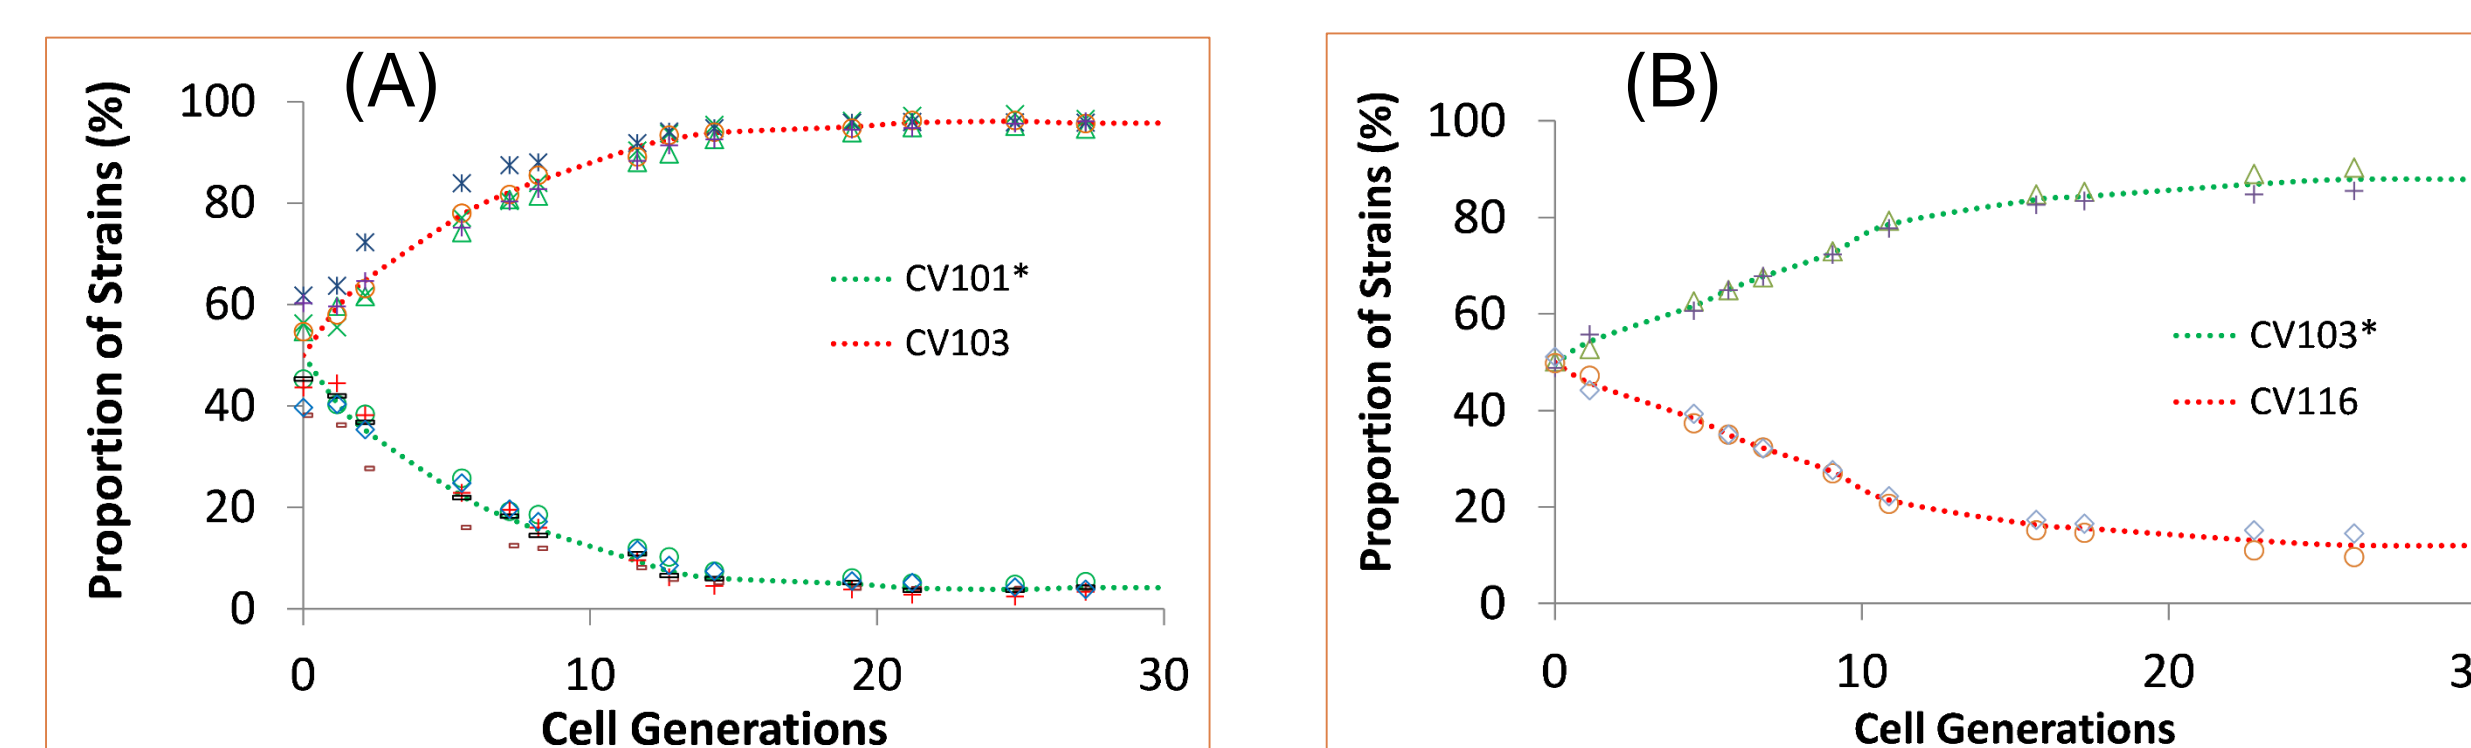 (A)
Proportion of Strains (%)
100
80
60
40
20
0
CV101*
CV103
0 10 20 30
Cell Generations
(B)
Proportion of Strains (%)
100
80
60
40
20
0
CV103*
CV116
0 10 20 3
Cell Generations